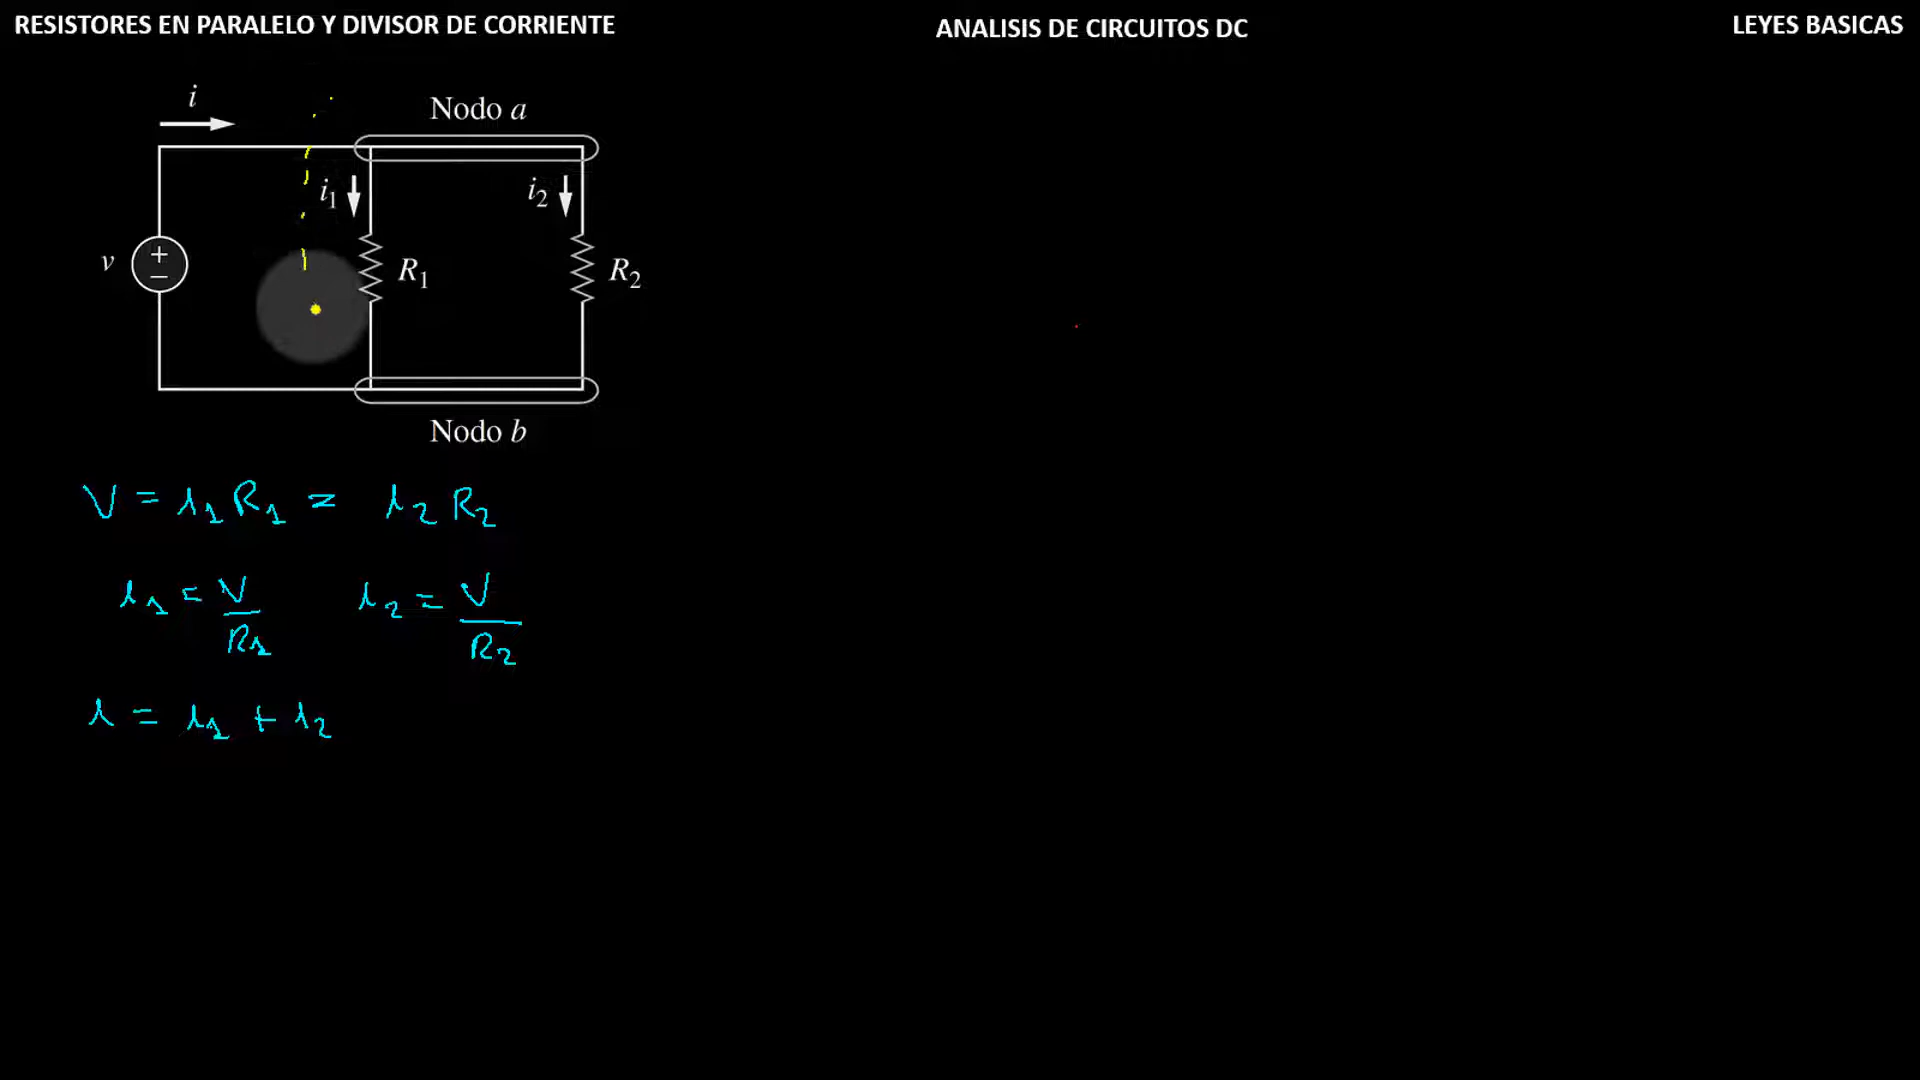 RESISTORES EN PARALELO Y DIVISOR DE CORRIENTE
ANALISIS DE CIRCUITOS DC
LEYES BASICAS
i
Nodo a
i1
i2
v
+
−
R1
R2
Nodo b
V = i1 R1 = i2 R2
i1 = V/R1
i2 = V/R2
i = i1 + i2